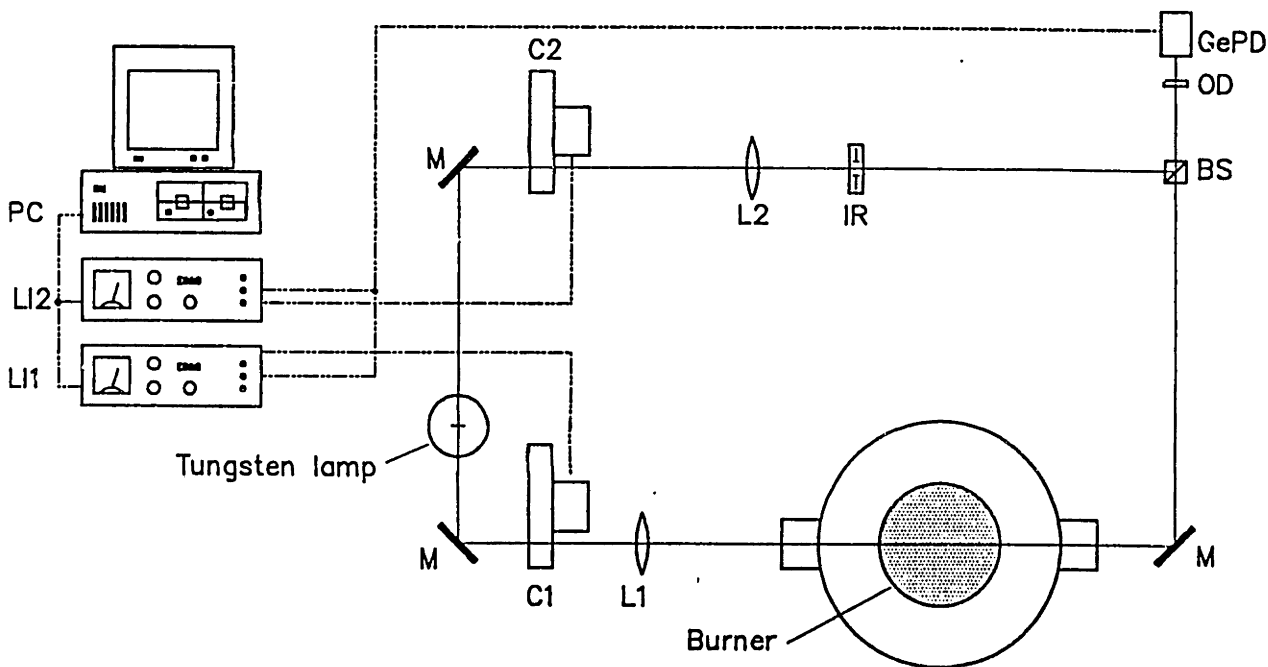 C2
GePD
OD
M
BS
PC
L2
IR
LI2
LI1
Tungsten lamp
M
C1
L1
M
Burner